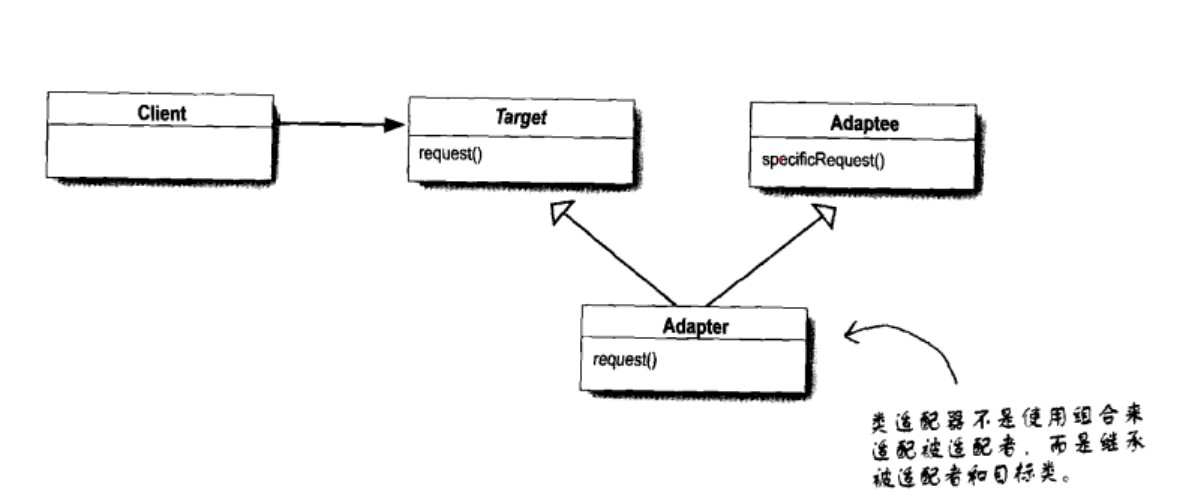 Client
Target
request()
Adaptee
specificRequest()
Adapter
request()
类适配器不是使用组合来
适配被适配者，而是继承
被适配者和目标类。